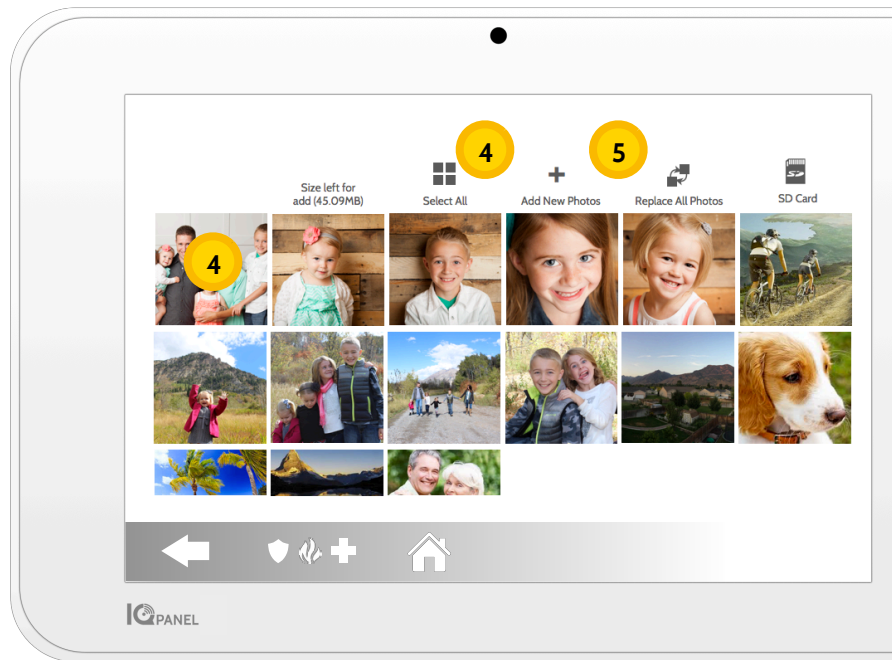 4
5
Size left for
add (45.09MB)
Select All
Add New Photos
Replace All Photos
SD Card
4
IQ PANEL